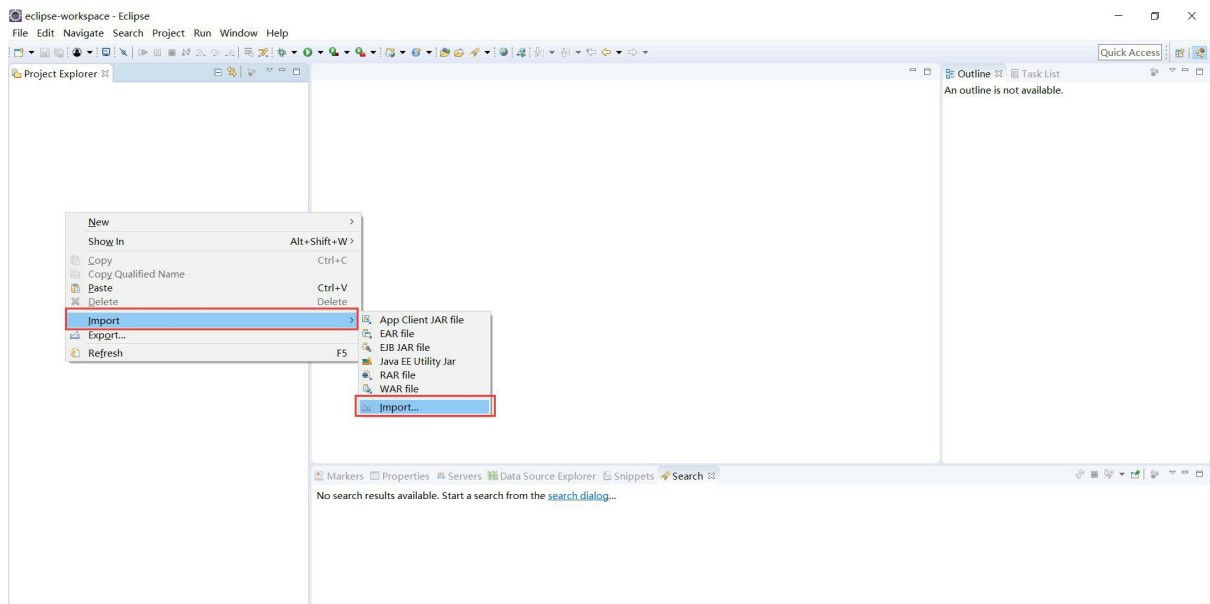 eclipse-workspace - Eclipse
File Edit Navigate Search Project Run Window Help
Quick Access
Project Explorer
Outline Task List
An outline is not available.
New
Show In Alt+Shift+W
Copy Ctrl+C
Copy Qualified Name
Paste Ctrl+V
Delete Delete
Import
Export...
Refresh F5
App Client JAR file
EAR file
EJB JAR file
Java EE Utility Jar
RAR file
WAR file
Import...
Markers Properties Servers Data Source Explorer Snippets Search
No search results available. Start a search from the search dialog...